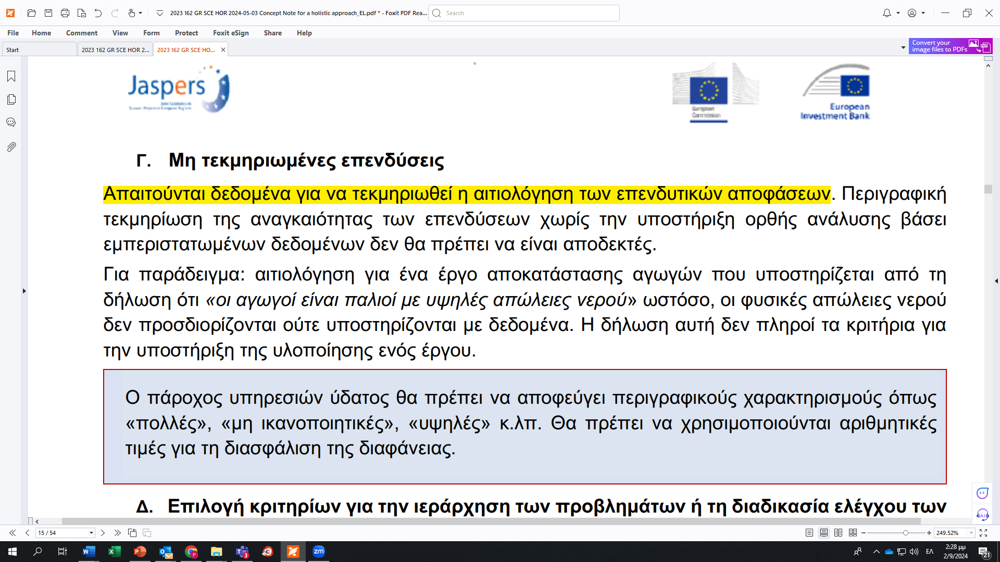 2023 162 GR SCE HOR 2024-05-03 Concept Note for a holistic approach_EL.pdf * - Foxit PDF Rea...
Search
File Home Comment View Form Protect Foxit eSign Share Help
Start
2023 162 GR SCE HOR 2...
2023 162 GR SCE HO...
Convert your
image files to PDFs
Jaspers
European
Commission
European
Investment Bank
Γ. Μη τεκμηριωμένες επενδύσεις
Απαιτούνται δεδομένα για να τεκμηριωθεί η αιτιολόγηση των επενδυτικών αποφάσεων. Περιγραφική
τεκμηρίωση της αναγκαιότητας των επενδύσεων χωρίς την υποστήριξη ορθής ανάλυσης βάσει
εμπεριστατωμένων δεδομένων δεν θα πρέπει να είναι αποδεκτές.
Για παράδειγμα: αιτιολόγηση για ένα έργο αποκατάστασης αγωγών που υποστηρίζεται από τη
δήλωση ότι «οι αγωγοί είναι παλιοί με υψηλές απώλειες νερού» ωστόσο, οι φυσικές απώλειες νερού
δεν προσδιορίζονται ούτε υποστηρίζονται με δεδομένα. Η δήλωση αυτή δεν πληροί τα κριτήρια για
την υποστήριξη της υλοποίησης ενός έργου.
Ο πάροχος υπηρεσιών ύδατος θα πρέπει να αποφεύγει περιγραφικούς χαρακτηρισμούς όπως
«πολλές», «μη ικανοποιητικές», «υψηλές» κ.λπ. Θα πρέπει να χρησιμοποιούνται αριθμητικές
τιμές για τη διασφάλιση της διαφάνειας.
Δ. Επιλογή κριτηρίων για την ιεράρχηση των προβλημάτων ή τη διαδικασία ελέγχου των
15 / 54
249.52%
ΕΛ
2:28 μμ
2/9/2024
21